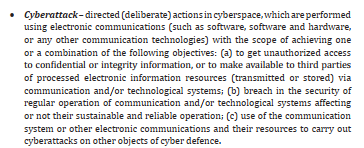 • Cyberattack – directed (deliberate) actions in cyberspace, which are performed
using electronic communications (such as software, software and hardware,
or any other communication technologies) with the scope of achieving one
or a combination of the following objectives: (a) to get unauthorized access
to confidential or integrity information, or to make available to third parties
of processed electronic information resources (transmitted or stored) via
communication and/or technological systems; (b) breach in the security of
regular operation of communication and/or technological systems affecting
or not their sustainable and reliable operation; (c) use of the communication
system or other electronic communications and their resources to carry out
cyberattacks on other objects of cyber defence.